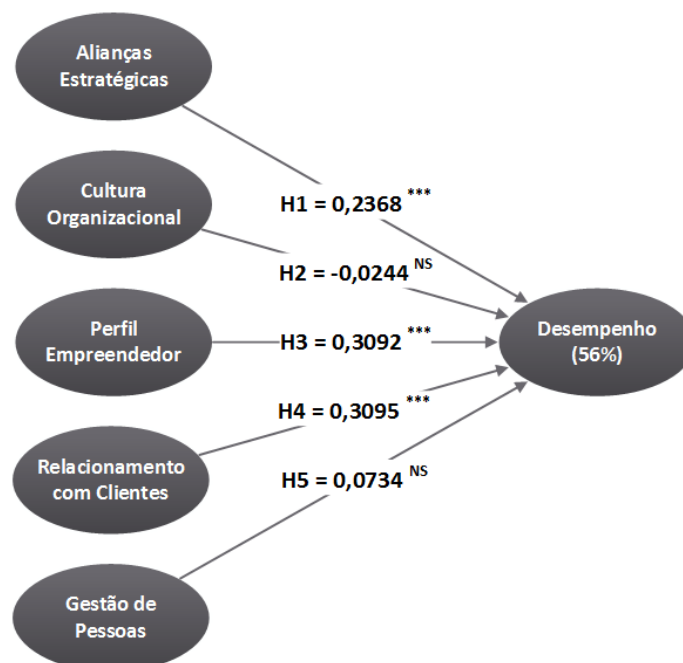 Alianças
Estratégicas
H1 = 0,2368 ***
Cultura
Organizacional
H2 = -0,0244 NS
Perfil
Empreendedor
H3 = 0,3092 ***
Desempenho
(56%)
H4 = 0,3095 ***
Relacionamento
com Clientes
H5 = 0,0734 NS
Gestão de
Pessoas